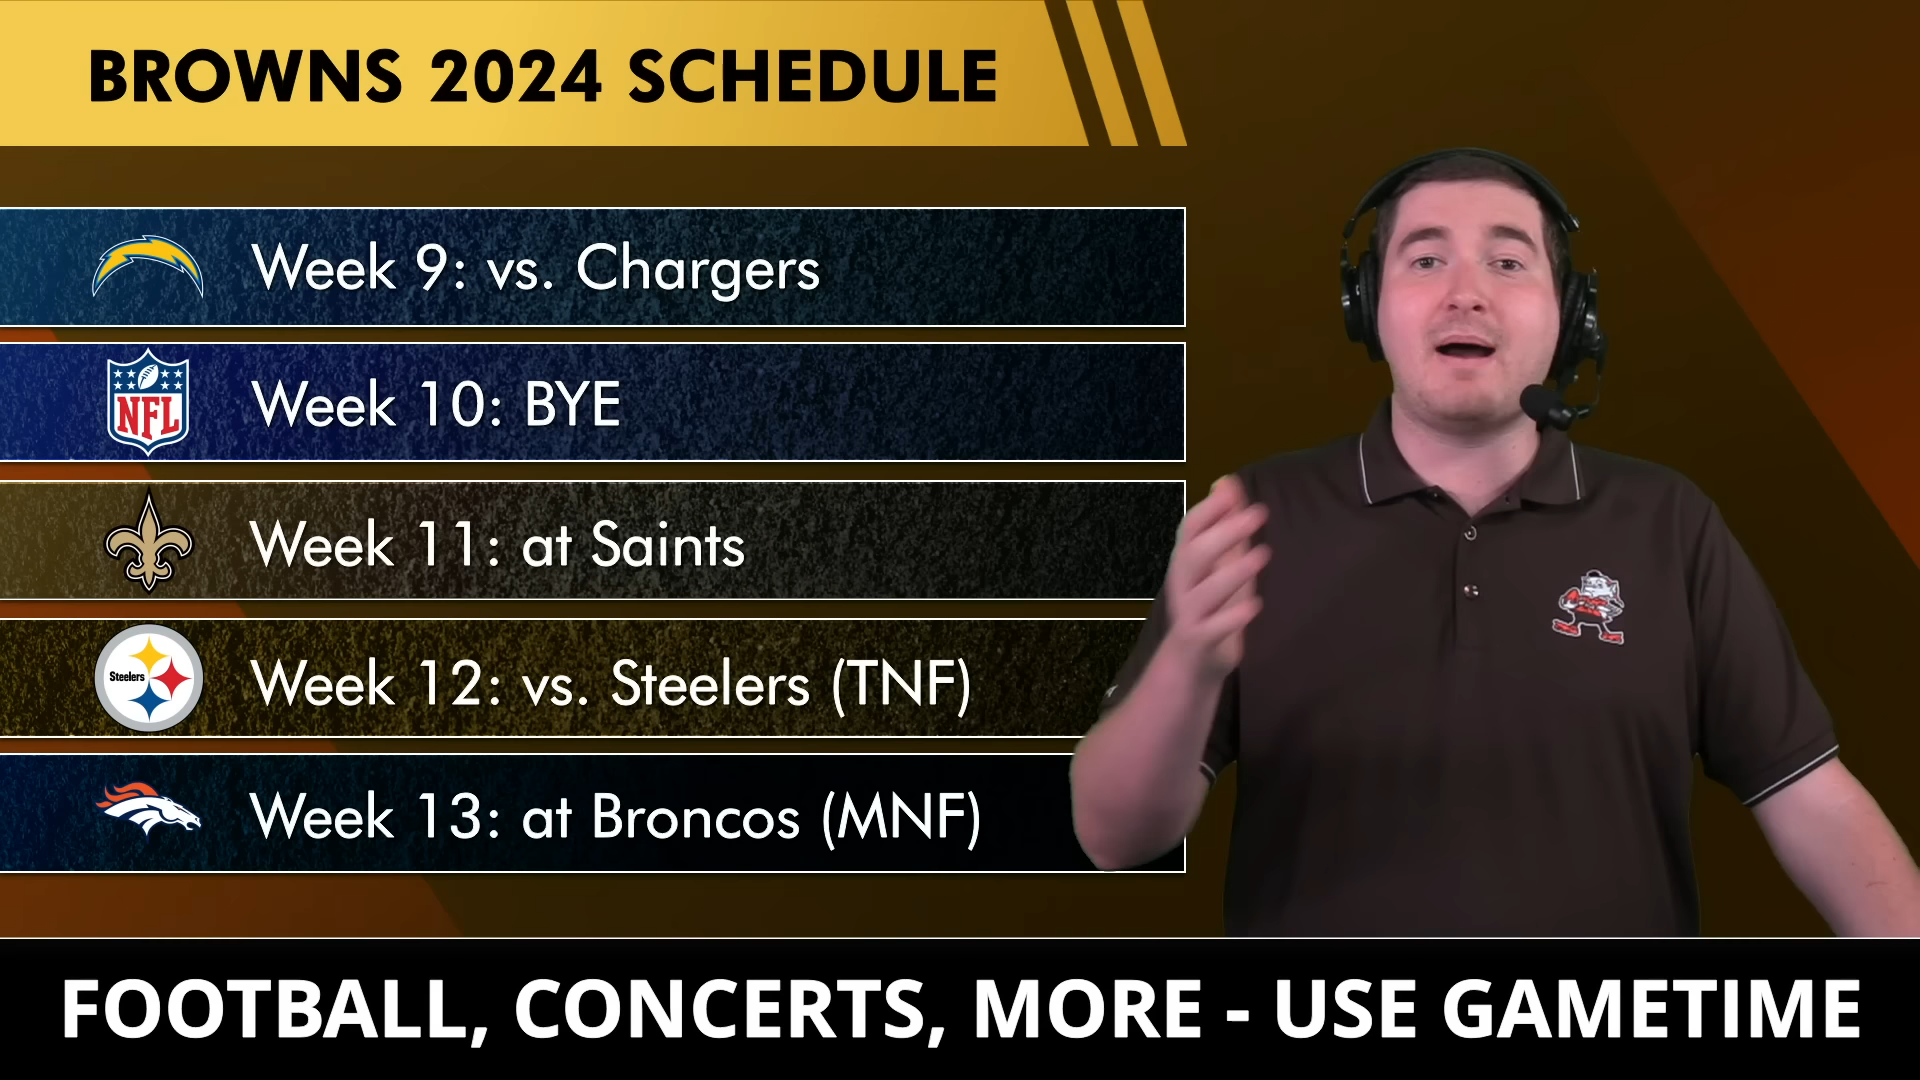 BROWNS 2024 SCHEDULE
Week 9: vs. Chargers
NFL
Week 10: BYE
Week 11: at Saints
Steelers
Week 12: vs. Steelers (TNF)
Week 13: at Broncos (MNF)
FOOTBALL, CONCERTS, MORE - USE GAMETIME